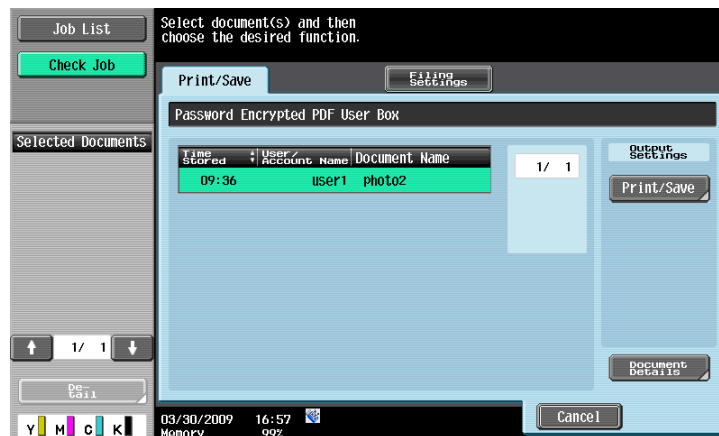 Job List
Check Job
Select document(s) and then
choose the desired function.
Print/Save
Filing
Settings
Password Encrypted PDF User Box
Selected Documents
Time
Stored
User/
Account Name
Document Name
09:36 user1 photo2
1/ 1
Output
Settings
Print/Save
1/ 1
De-
tail
Document
Details
Y M C K
03/30/2009 16:57
Memory 99%
Cancel